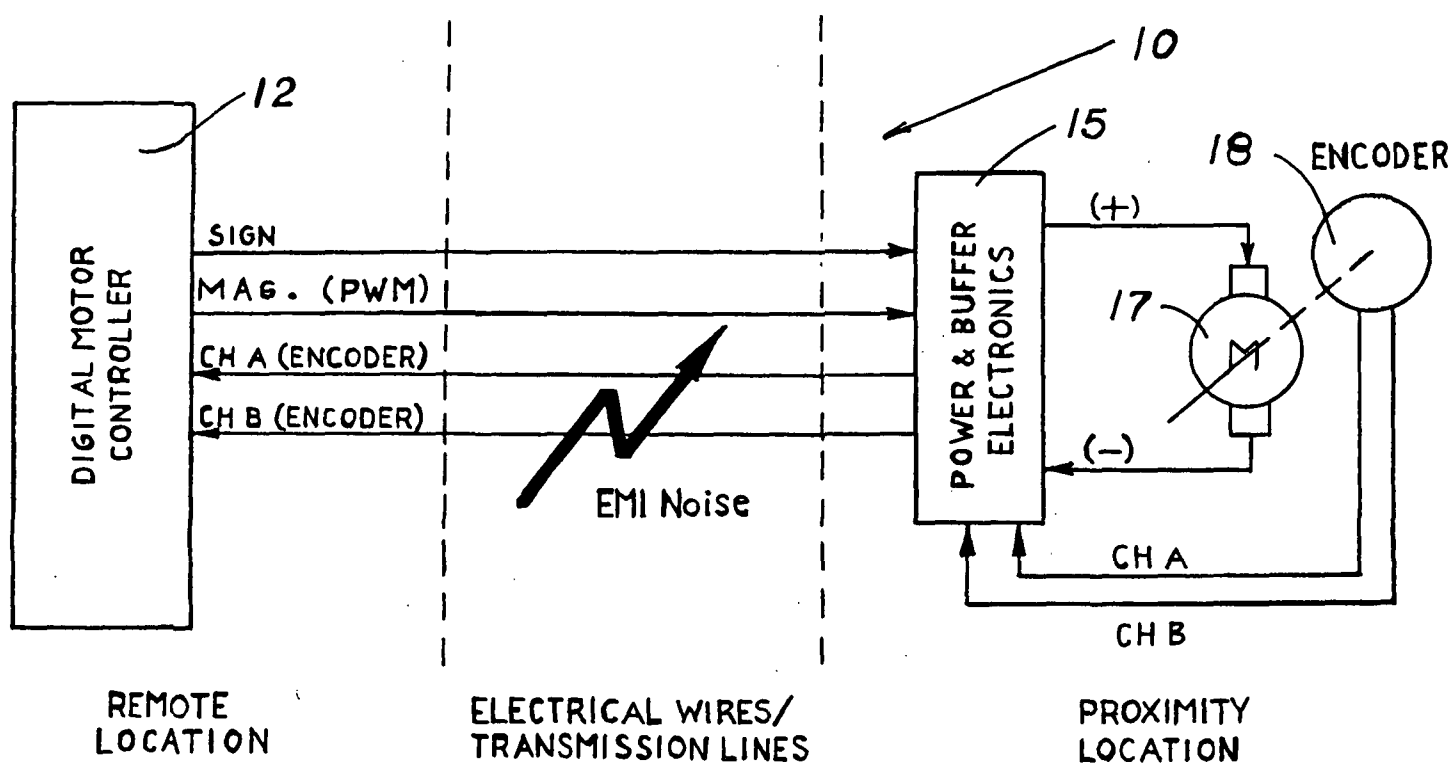 10
12
15
18
ENCODER
SIGN
(+)
MAG. (PWM)
17
DIGITAL MOTOR
CONTROLLER
CH A (ENCODER)
POWER & BUFFER
ELECTRONICS
M
CH B (ENCODER)
(-)
EMI Noise
CH A
CH B
REMOTE
LOCATION
ELECTRICAL WIRES/
TRANSMISSION LINES
PROXIMITY
LOCATION